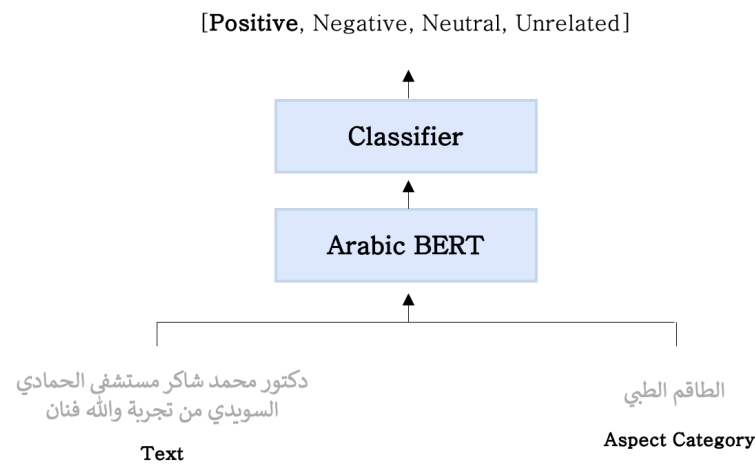 [Positive, Negative, Neutral, Unrelated]
Classifier
Arabic BERT
دكتور محمد شاكر مستشفى الحمادي
السويدي من تجربة والله فنان
Text
الطاقم الطبي
Aspect Category